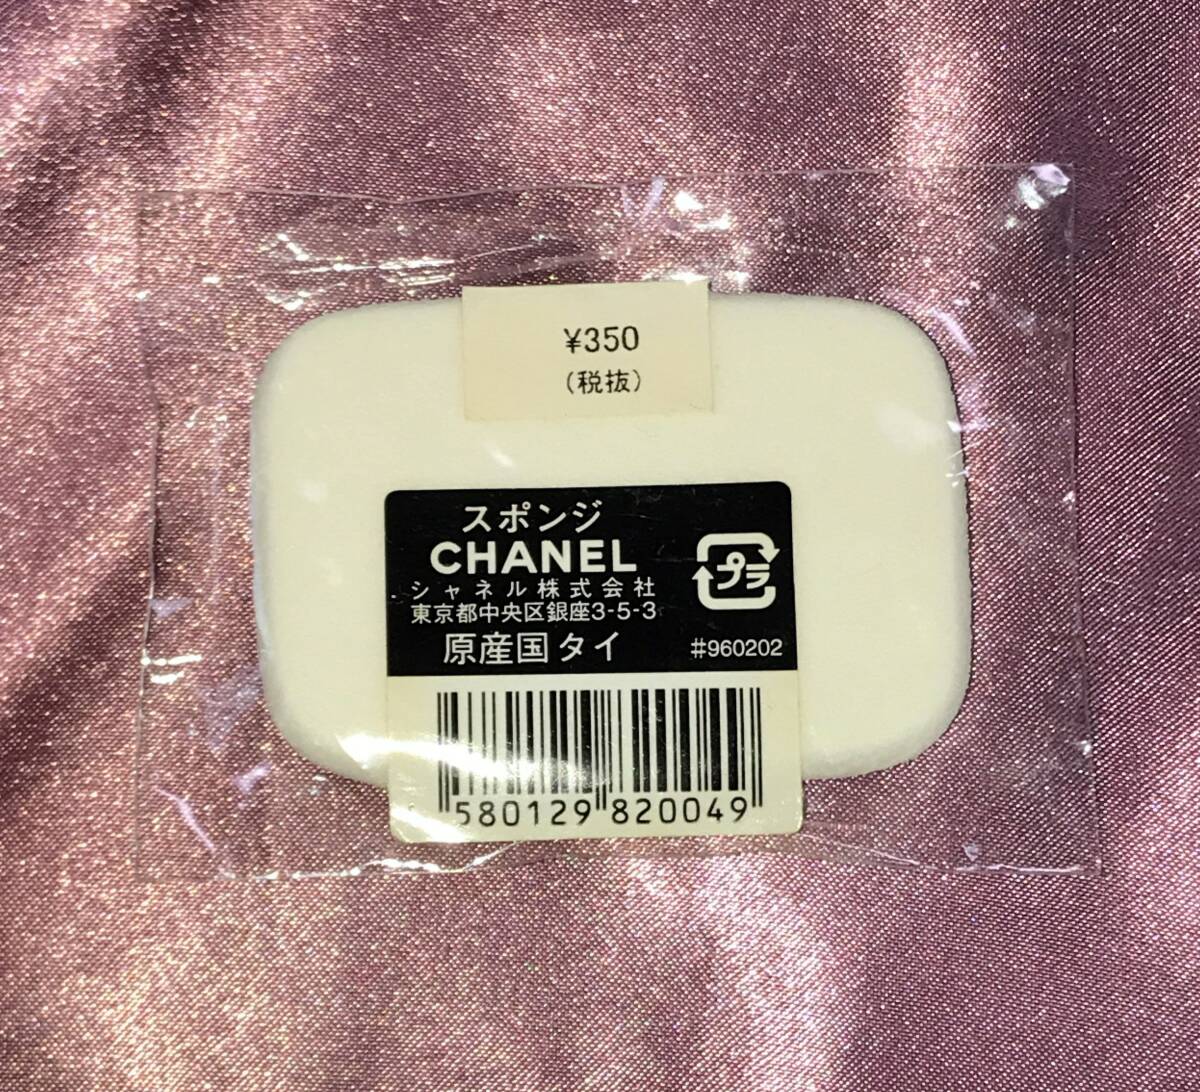 ¥350
(税抜)
スポンジ
CHANEL
シャネル株式会社
東京都中央区銀座3-5-3
原産国 タイ
プラ
#960202
580129 820049